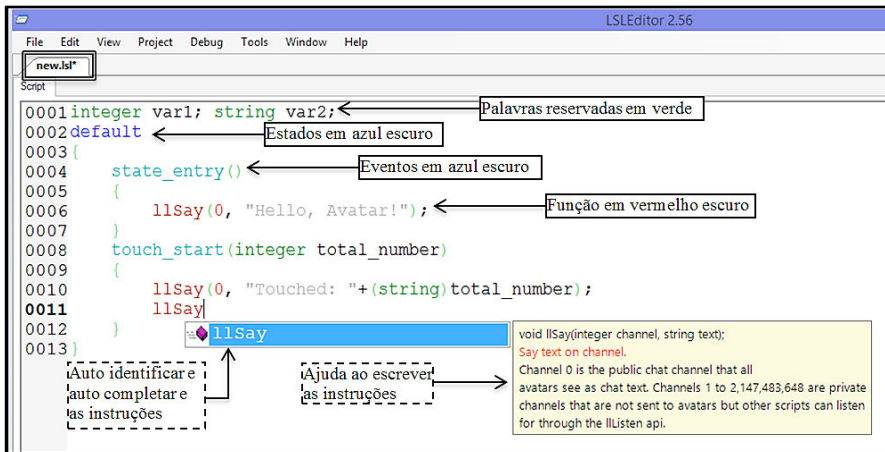 LSLEditor 2.56
File Edit View Project Debug Tools Window Help
new.lsl*
Script
0001 integer var1; string var2; Palavras reservadas em verde
0002 default Estados em azul escuro
0003 {
0004 state_entry() Eventos em azul escuro
0005 {
0006 llSay(0, "Hello, Avatar!"); Função em vermelho escuro
0007 }
0008 touch_start(integer total_number)
0009 {
0010 llSay(0, "Touched: "+(string)total_number);
0011 llSay
0012 }
0013 }
llSay
void llSay(integer channel, string text);
Say text on channel.
Channel 0 is the public chat channel that all
avatars see as chat text. Channels 1 to 2,147,483,648 are private
channels that are not sent to avatars but other scripts can listen
for through the llListen api.
Auto identificar e
auto completar e
as instruções
Ajuda ao escrever
as instruções